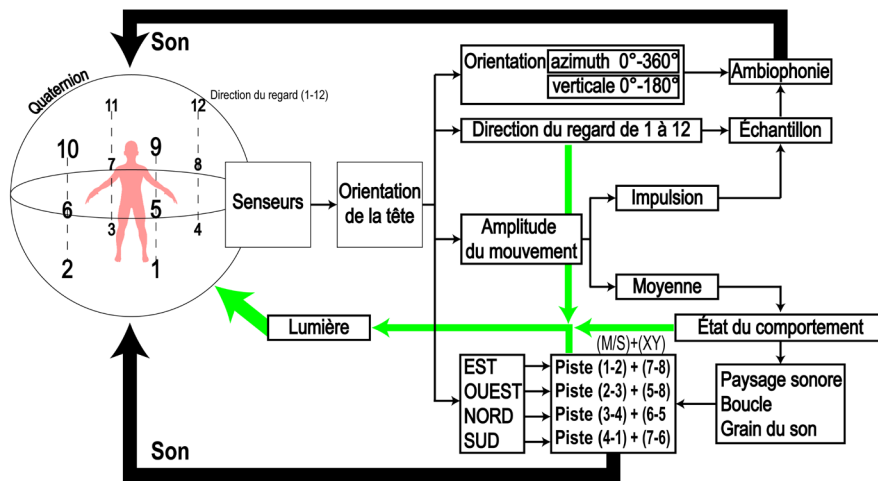 Son
Quaternion
Direction du regard (1-12)
11
12
10
9
7
8
6
5
3
4
2
1
Senseurs
Orientation
de la tête
Orientation
azimuth 0°-360°
verticale 0°-180°
Ambiophonie
Direction du regard de 1 à 12
Échantillon
Amplitude
du mouvement
Impulsion
Moyenne
Lumière
État du comportement
(M/S)+(XY)
EST
OUEST
NORD
SUD
Piste (1-2) + (7-8)
Piste (2-3) + (5-8)
Piste (3-4) + (6-5
Piste (4-1) + (7-6)
Paysage sonore
Boucle
Grain du son
Son